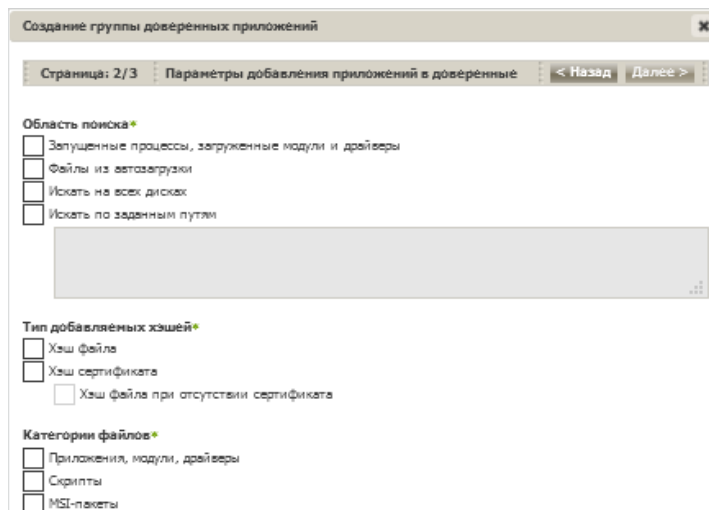 Создание группы доверенных приложений
Страница: 2/3 Параметры добавления приложений в доверенные < Назад Далее >
Область поиска*
Запущенные процессы, загруженные модули и драйверы
Файлы из автозагрузки
Искать на всех дисках
Искать по заданным путям
Тип добавляемых хэшей*
Хэш файла
Хэш сертификата
Хэш файла при отсутствии сертификата
Категории файлов*
Приложения, модули, драйверы
Скрипты
MSI-пакеты